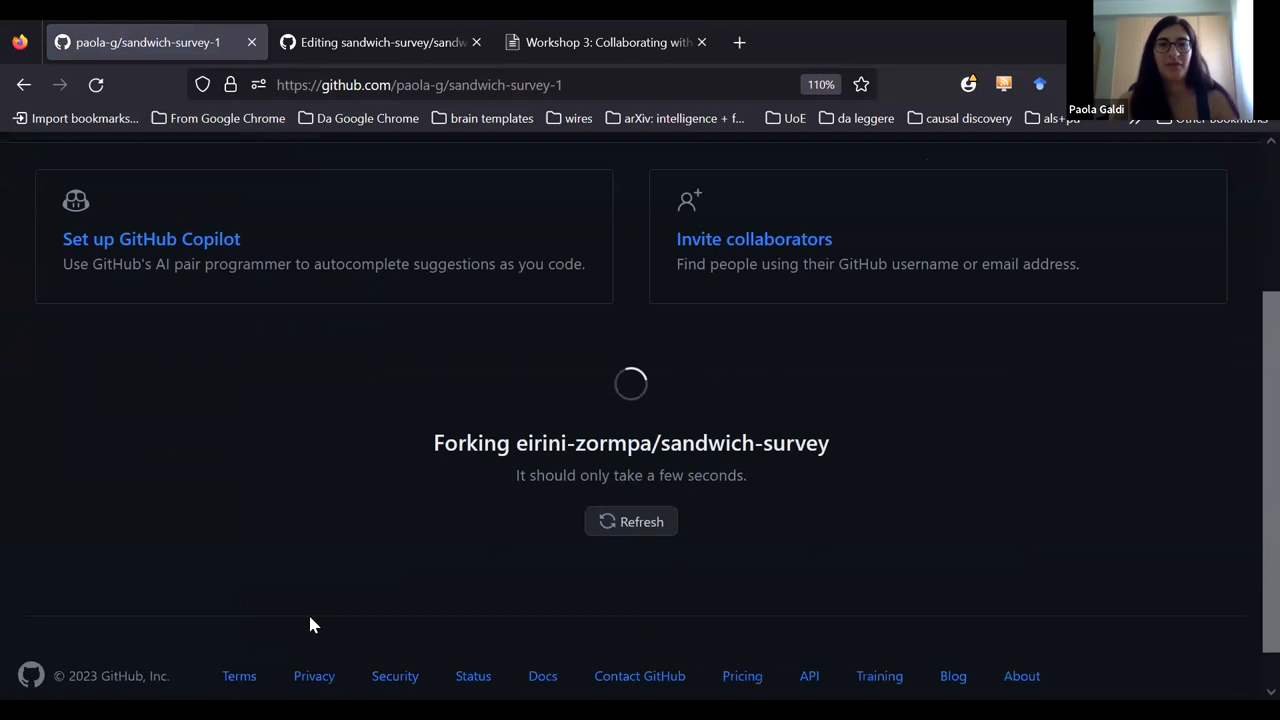 paola-g/sandwich-survey-1
Editing sandwich-survey/sandw
Workshop 3: Collaborating with
https://github.com/paola-g/sandwich-survey-1
110%
Paola Galdi
Import bookmarks...
From Google Chrome
Da Google Chrome
brain templates
wires
arXiv: intelligence + f...
UoE
da leggere
causal discovery
als+pd
Other Bookmarks
Set up GitHub Copilot
Use GitHub's AI pair programmer to autocomplete suggestions as you code.
Invite collaborators
Find people using their GitHub username or email address.
Forking eirini-zormpa/sandwich-survey
It should only take a few seconds.
Refresh
© 2023 GitHub, Inc.
Terms
Privacy
Security
Status
Docs
Contact GitHub
Pricing
API
Training
Blog
About